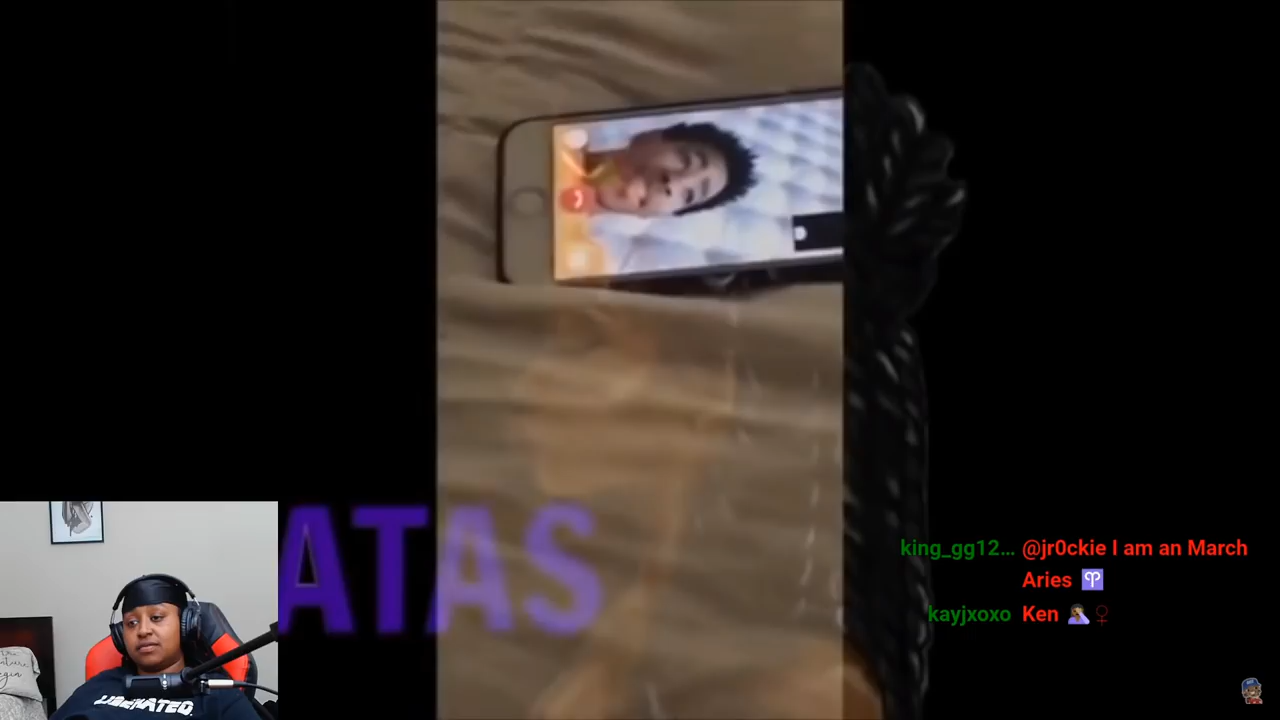 ATAS
king_gg12… @jr0ckie I am an March
Aries ♈
kayjxoxo Ken 🤦🏾♀
LIBERATED.